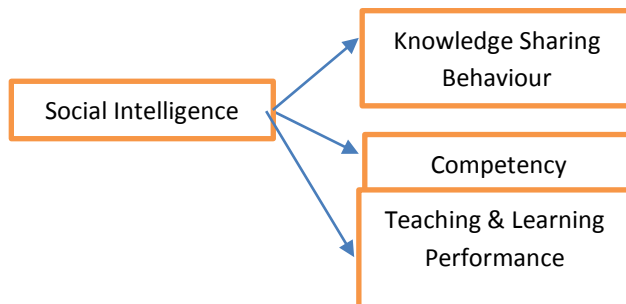 Knowledge Sharing
Behaviour
Social Intelligence
Competency
Teaching & Learning
Performance